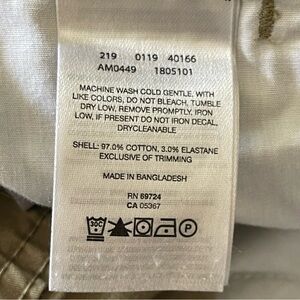 219 0119 40166
AM0449 1805101
MACHINE WASH COLD GENTLE, WITH
LIKE COLORS, DO NOT BLEACH, TUMBLE
DRY LOW, REMOVE PROMPTLY, IRON
LOW, IF PRESENT DO NOT IRON DECAL,
DRYCLEANABLE
SHELL: 97.0% COTTON, 3.0% ELASTANE
EXCLUSIVE OF TRIMMING
MADE IN BANGLADESH
RN 69724
CA 05367
30C P